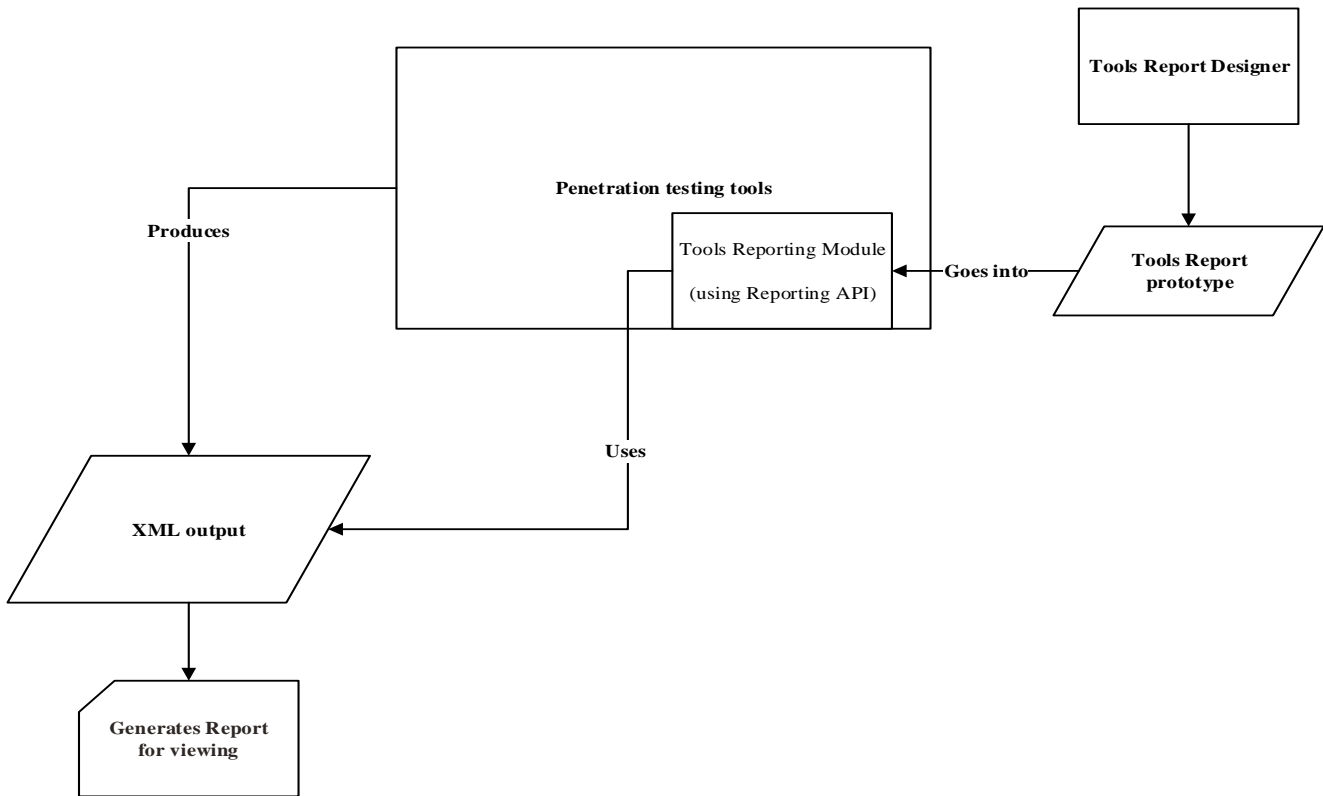 Tools Report Designer
Penetration testing tools
Produces
Tools Reporting Module
(using Reporting API)
Goes into
Tools Report
prototype
Uses
XML output
Generates Report
for viewing